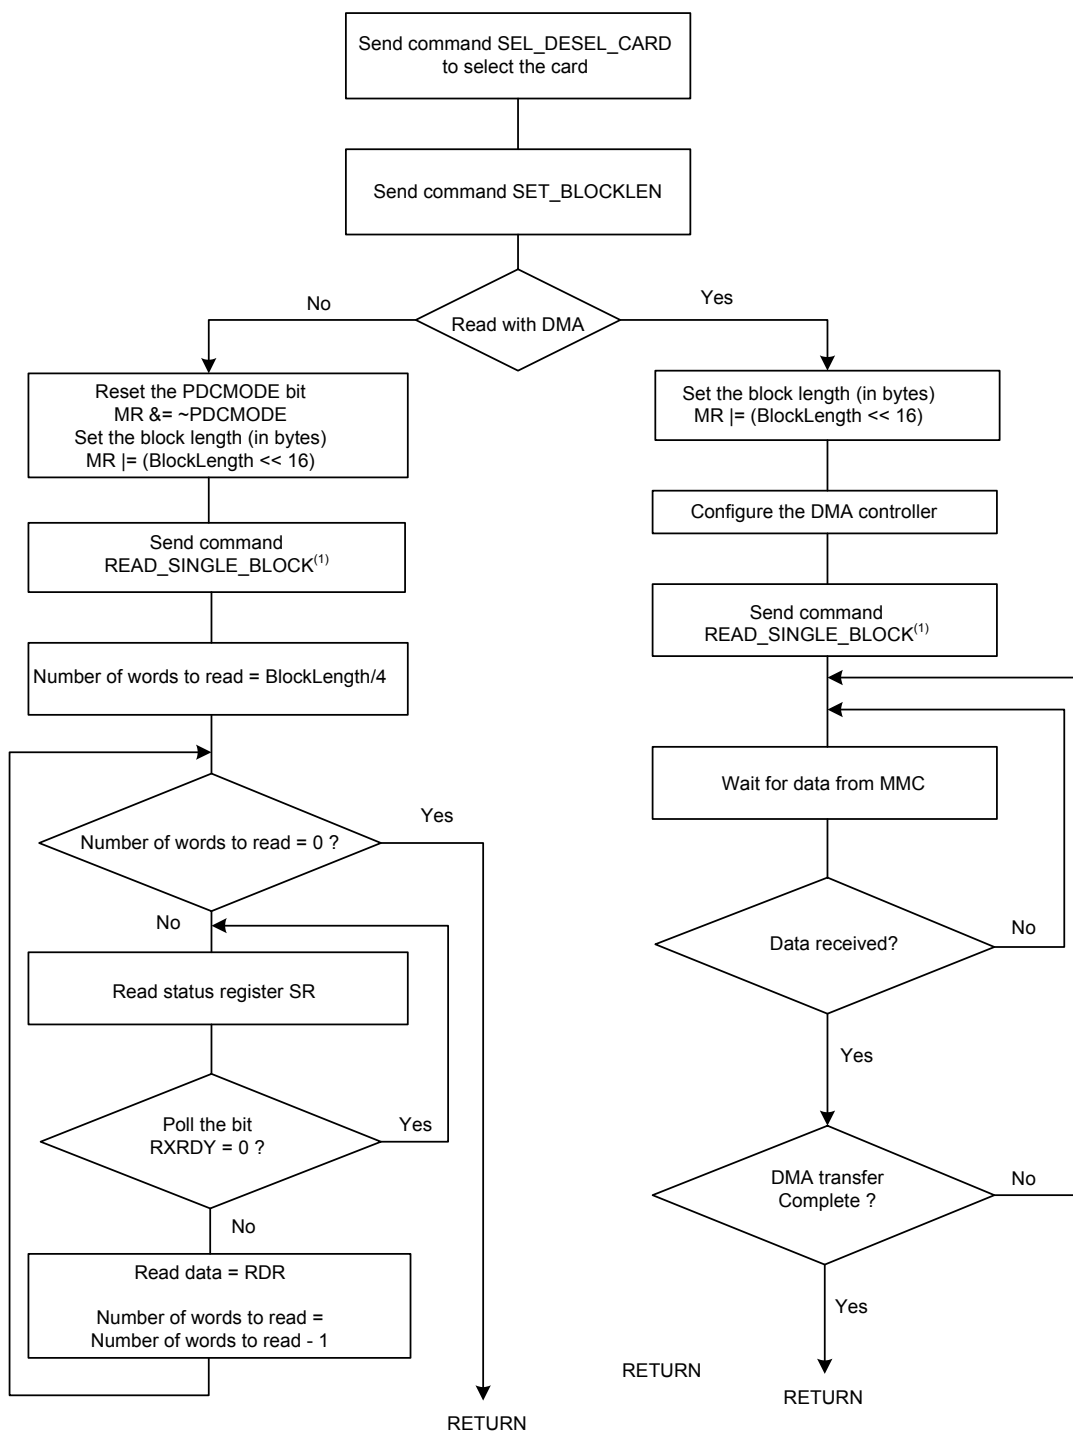 Send command SEL_DESEL_CARD
to select the card
Send command SET_BLOCKLEN
No
Read with DMA
Yes
Reset the PDCMODE bit
MR &= ~PDCMODE
Set the block length (in bytes)
MR |= (BlockLength << 16)
Send command
READ_SINGLE_BLOCK(1)
Number of words to read = BlockLength/4
Number of words to read = 0 ?
Yes
No
Read status register SR
Poll the bit
RXRDY = 0 ?
Yes
No
Read data = RDR
Number of words to read =
Number of words to read - 1
RETURN
Set the block length (in bytes)
MR |= (BlockLength << 16)
Configure the DMA controller
Send command
READ_SINGLE_BLOCK(1)
Wait for data from MMC
Data received?
No
Yes
DMA transfer
Complete ?
No
Yes
RETURN
RETURN